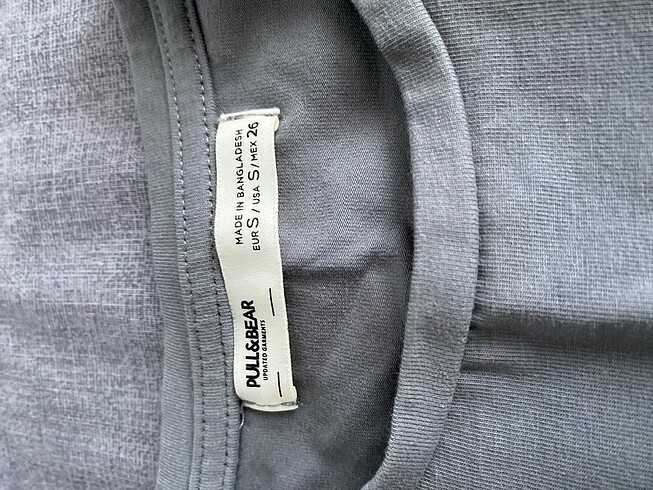 PULL&BEAR
UPDATED GARMENTS
MADE IN BANGLADESH
EUR S / USA S / MEX 26